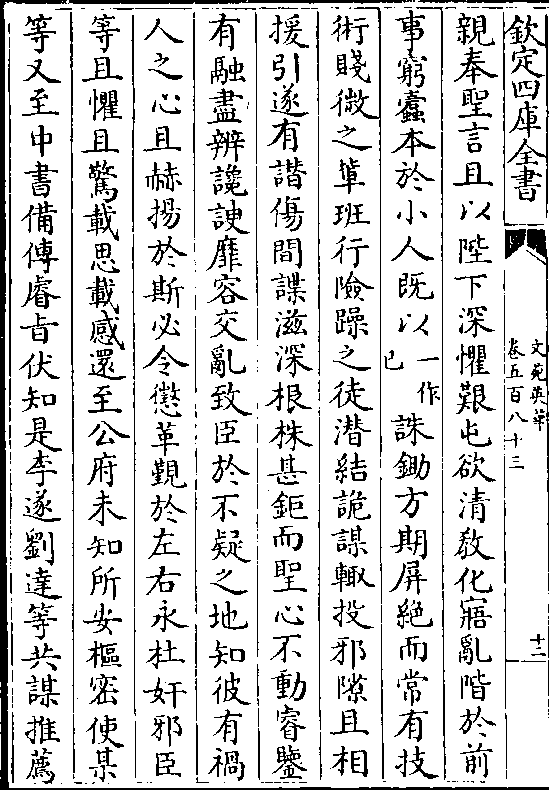 欽定四庫全書
文苑英華
卷五百八十三
十二
親奉聖言且以陛下深懼艱屯欲清教化寤亂階於前
事窮蠹本於小人既以一作已誅鋤方期屏絶而常有技
術賤微之輩班行險躁之徒潜結詭謀輙投邪隙且相
援引遂有譖傷間諜滋深根株甚鉅而聖心不動睿鑒
有融盡辨讒諛靡容交亂致臣於不疑之地知彼有禍
人之心且赫揚於斯必令懲革覲於左右永杜奸邪臣
等且懼且驚載思載感還至公府未知所安樞密使某
等又至中書備傳睿旨伏知是李遂劉達等共謀推薦